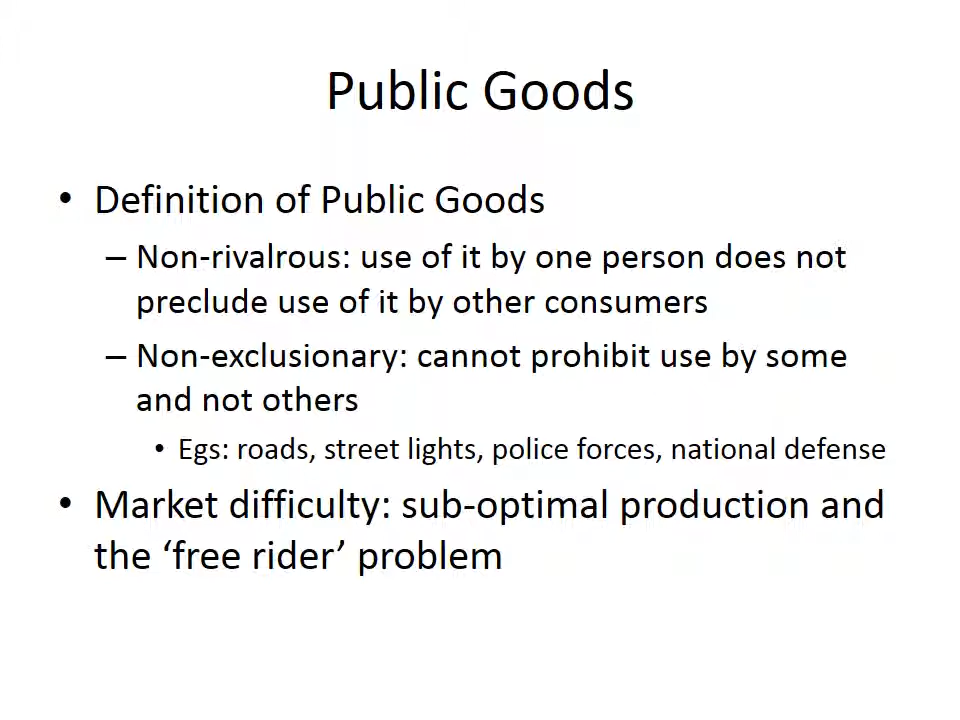 Public Goods
• Definition of Public Goods
– Non-rivalrous: use of it by one person does not
preclude use of it by other consumers
– Non-exclusionary: cannot prohibit use by some
and not others
• Egs: roads, street lights, police forces, national defense
• Market difficulty: sub-optimal production and
the ‘free rider’ problem